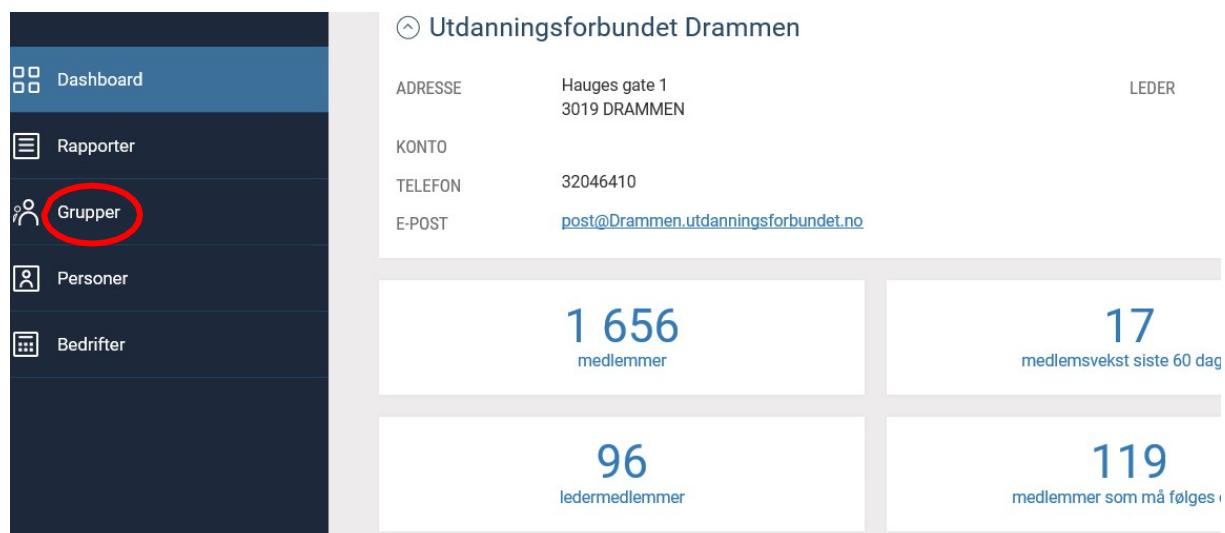 Utdanningsforbundet Drammen
Dashboard
Rapporter
Grupper
Personer
Bedrifter
ADRESSE
Hauges gate 1
3019 DRAMMEN
LEDER
KONTO
TELEFON
32046410
E-POST
post@Drammen.utdanningsforbundet.no
1 656
medlemmer
17
medlemsvekst siste 60 dag
96
ledermedlemmer
119
medlemmer som må følges